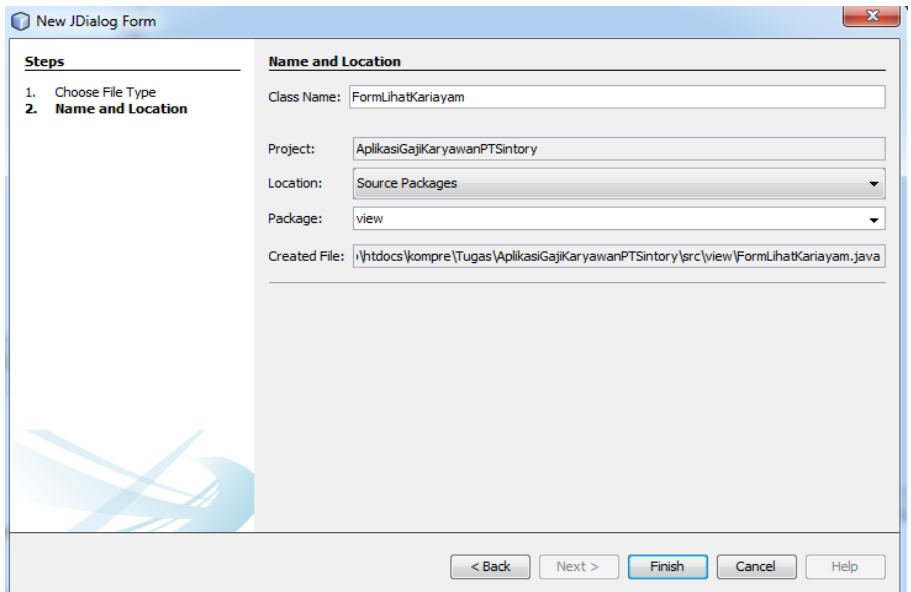 New JDialog Form
Steps
1. Choose File Type
2. Name and Location
Name and Location
Class Name: FormLihatKariayam
Project: AplikasiGajiKaryawanPTSintory
Location: Source Packages
Package: view
Created File: \htdocs\kompre\Tugas\AplikasiGajiKaryawanPTSintory\src\view\FormLihatKariayam.java
< Back Next > Finish Cancel Help